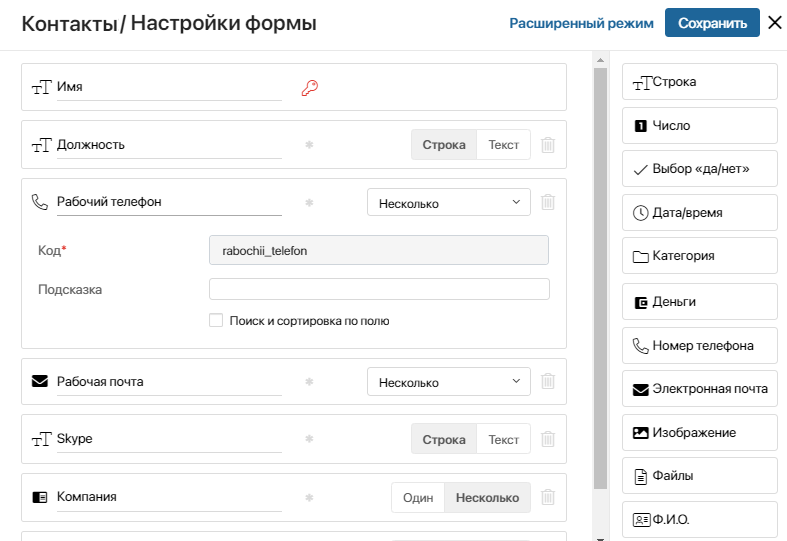 Контакты/ Настройки формы
Расширенный режим
Сохранить
Имя
Должность
Строка
Текст
Рабочий телефон
Несколько
Код*
rabochii_telefon
Подсказка
Поиск и сортировка по полю
Рабочая почта
Несколько
Skype
Строка
Текст
Компания
Один
Несколько
Строка
Число
Выбор «да/нет»
Дата/время
Категория
Деньги
Номер телефона
Электронная почта
Изображение
Файлы
Ф.И.О.